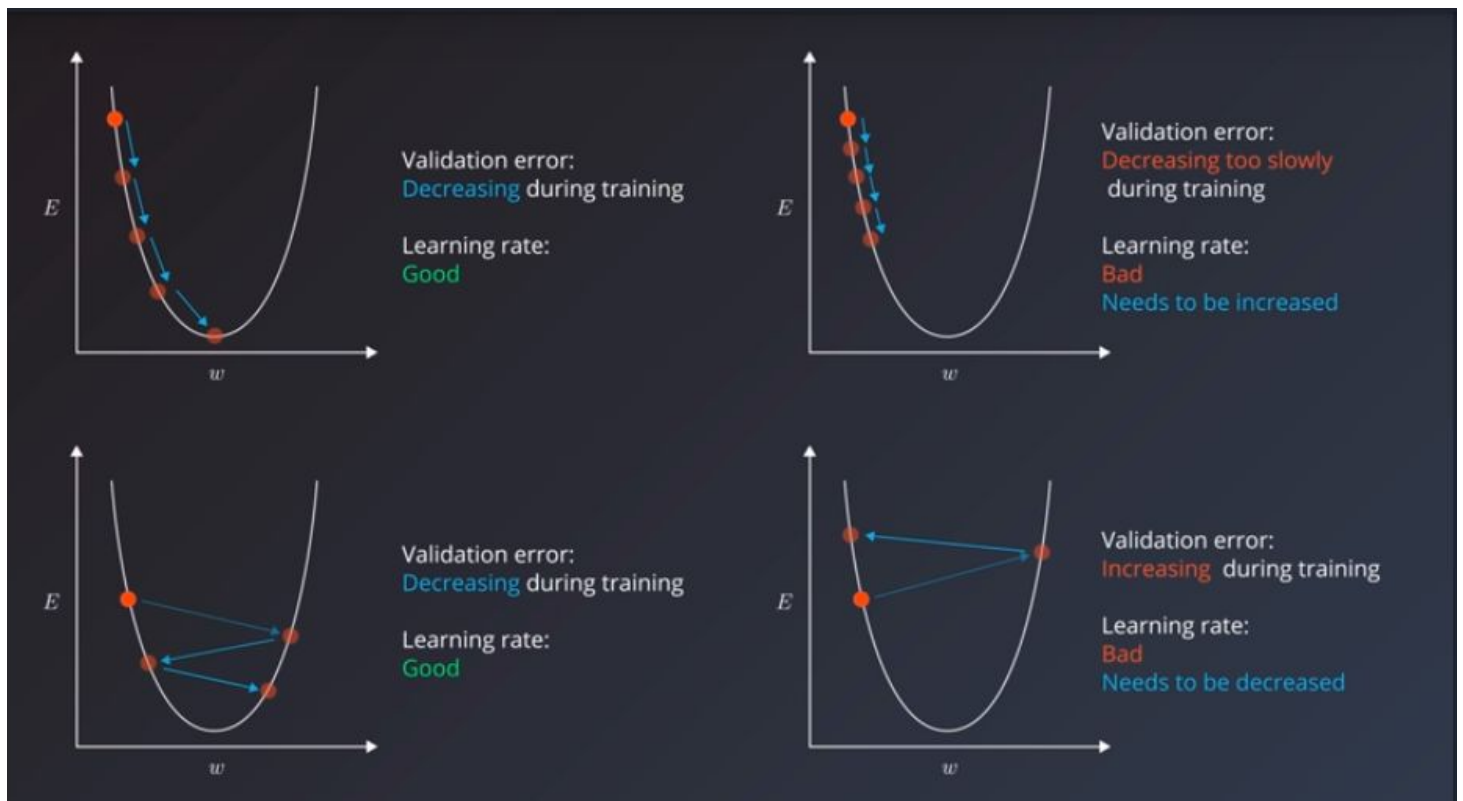 E
w
Validation error:
Decreasing during training
Learning rate:
Good
E
w
Validation error:
Decreasing too slowly
during training
Learning rate:
Bad
Needs to be increased
E
w
Validation error:
Decreasing during training
Learning rate:
Good
E
w
Validation error:
Increasing during training
Learning rate:
Bad
Needs to be decreased